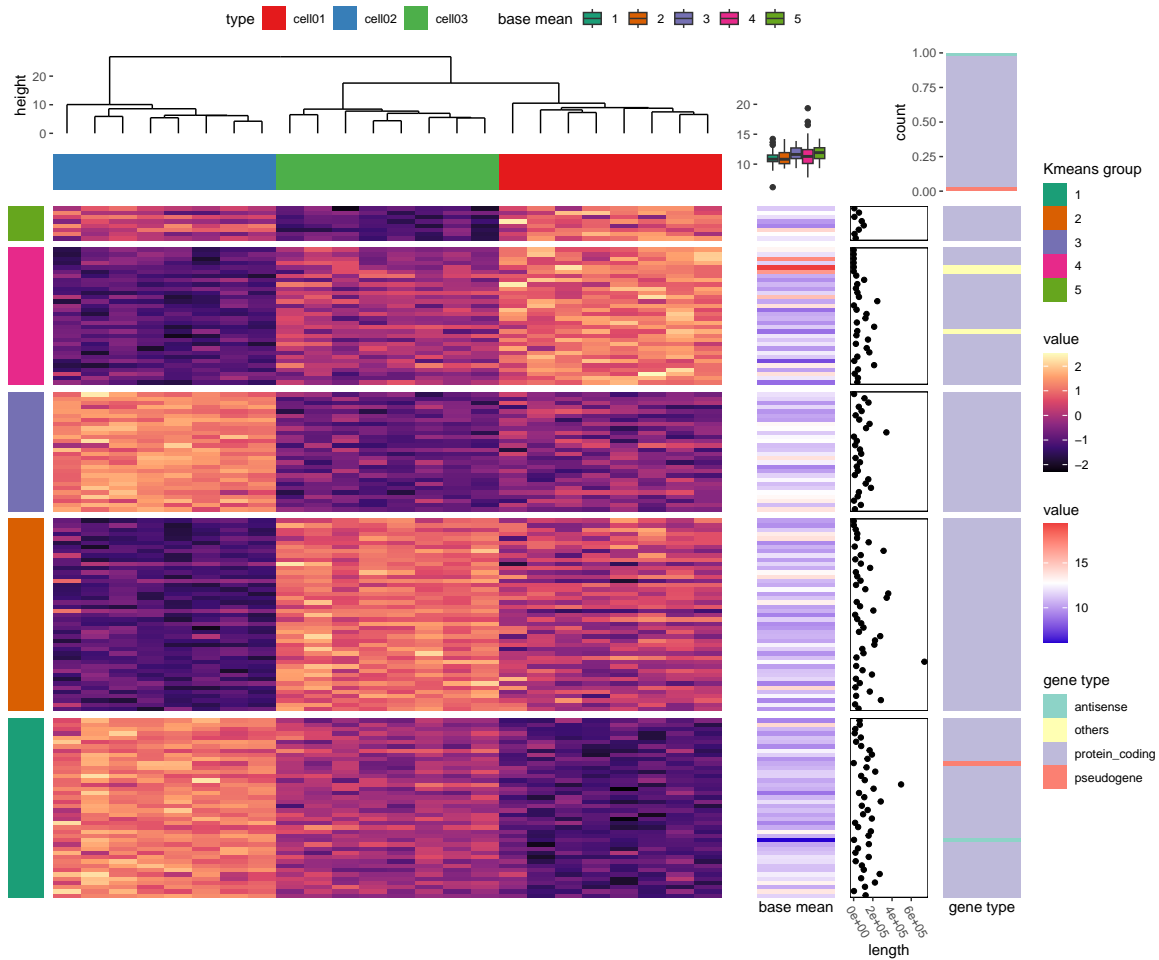 type cell01 cell02 cell03 base mean 1 2 3 4 5
height
20
10
0
20
15
10
count
1.00
0.75
0.50
0.25
0.00
Kmeans group
1
2
3
4
5
value
2
1
0
−1
−2
value
15
10
gene type
antisense
others
protein_coding
pseudogene
base mean
0e+00
2e+05
4e+05
6e+05
length
gene type